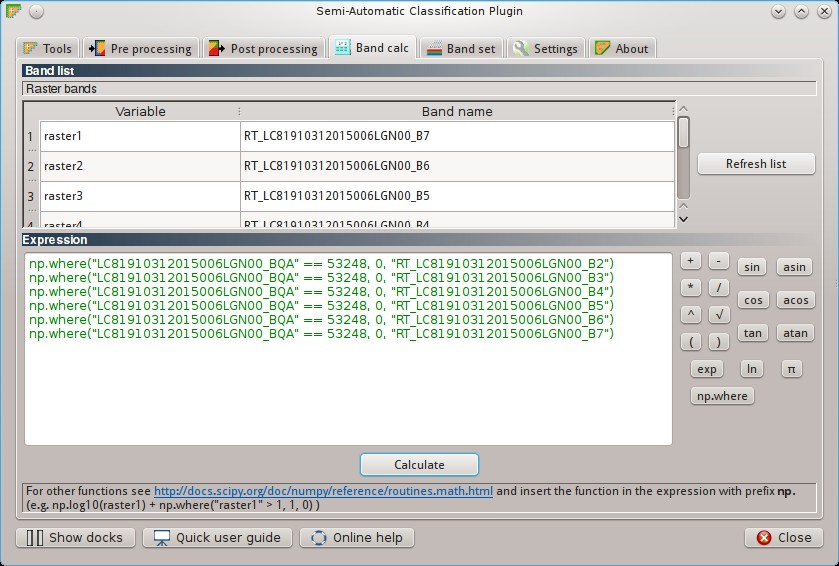 Semi-Automatic Classification Plugin
Tools Pre processing Post processing Band calc Band set Settings About
Band list
Raster bands
Variable Band name
1 raster1 RT_LC81910312015006LGN00_B7
2 raster2 RT_LC81910312015006LGN00_B6
3 raster3 RT_LC81910312015006LGN00_B5
4 raster4 RT_LC81910312015006LGN00_B4
Refresh list
Expression
np.where("LC81910312015006LGN00_BQA" == 53248, 0, "RT_LC81910312015006LGN00_B2")
np.where("LC81910312015006LGN00_BQA" == 53248, 0, "RT_LC81910312015006LGN00_B3")
np.where("LC81910312015006LGN00_BQA" == 53248, 0, "RT_LC81910312015006LGN00_B4")
np.where("LC81910312015006LGN00_BQA" == 53248, 0, "RT_LC81910312015006LGN00_B5")
np.where("LC81910312015006LGN00_BQA" == 53248, 0, "RT_LC81910312015006LGN00_B6")
np.where("LC81910312015006LGN00_BQA" == 53248, 0, "RT_LC81910312015006LGN00_B7")
+ - sin asin
* / cos acos
^ √ tan atan
( )
exp ln π
np.where
Calculate
For other functions see http://docs.scipy.org/doc/numpy/reference/routines.math.html and insert the function in the expression with prefix np.
(e.g. np.log10(raster1) + np.where("raster1" > 1, 1, 0) )
Show docks Quick user guide Online help Close